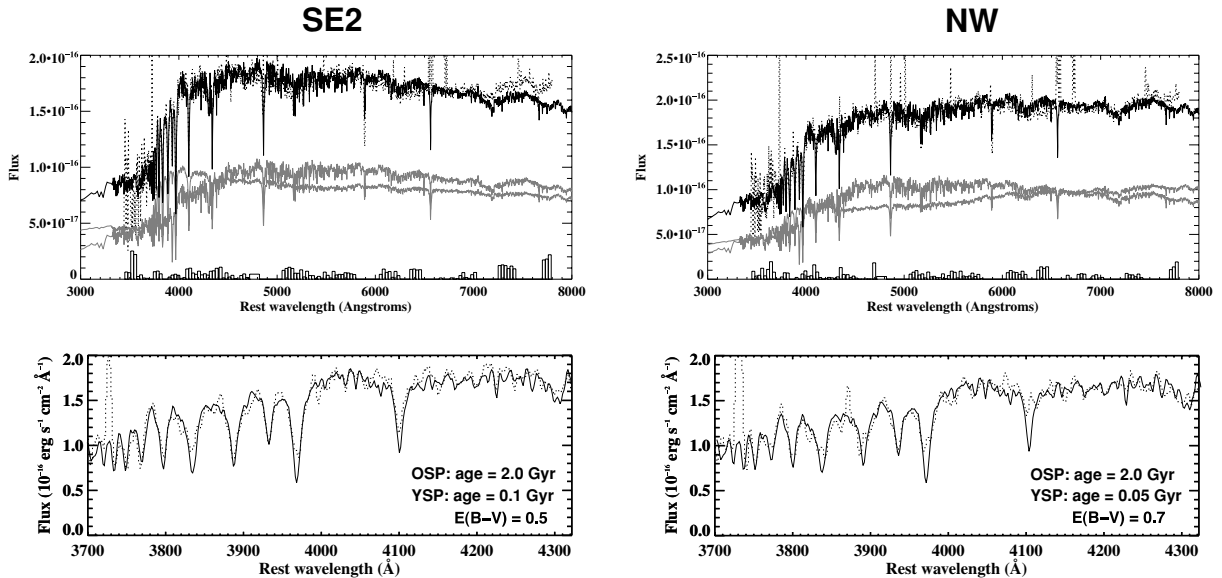 SE2
NW
Flux
2.0•10⁻¹⁶
1.5•10⁻¹⁶
1.0•10⁻¹⁶
5.0•10⁻¹⁷
0
3000 4000 5000 6000 7000 8000
Rest wavelength (Angstroms)
Flux
2.5•10⁻¹⁶
2.0•10⁻¹⁶
1.5•10⁻¹⁶
1.0•10⁻¹⁶
5.0•10⁻¹⁷
0
3000 4000 5000 6000 7000 8000
Rest wavelength (Angstroms)
Flux (10⁻¹⁶ erg s⁻¹ cm⁻² Å⁻¹)
2.0
1.5
1.0
0.5
0.0
OSP: age = 2.0 Gyr
YSP: age = 0.1 Gyr
E(B−V) = 0.5
3700 3800 3900 4000 4100 4200 4300
Rest wavelength (Å)
Flux (10⁻¹⁶ erg s⁻¹ cm⁻² Å⁻¹)
2.0
1.5
1.0
0.5
0.0
OSP: age = 2.0 Gyr
YSP: age = 0.05 Gyr
E(B−V) = 0.7
3700 3800 3900 4000 4100 4200 4300
Rest wavelength (Å)